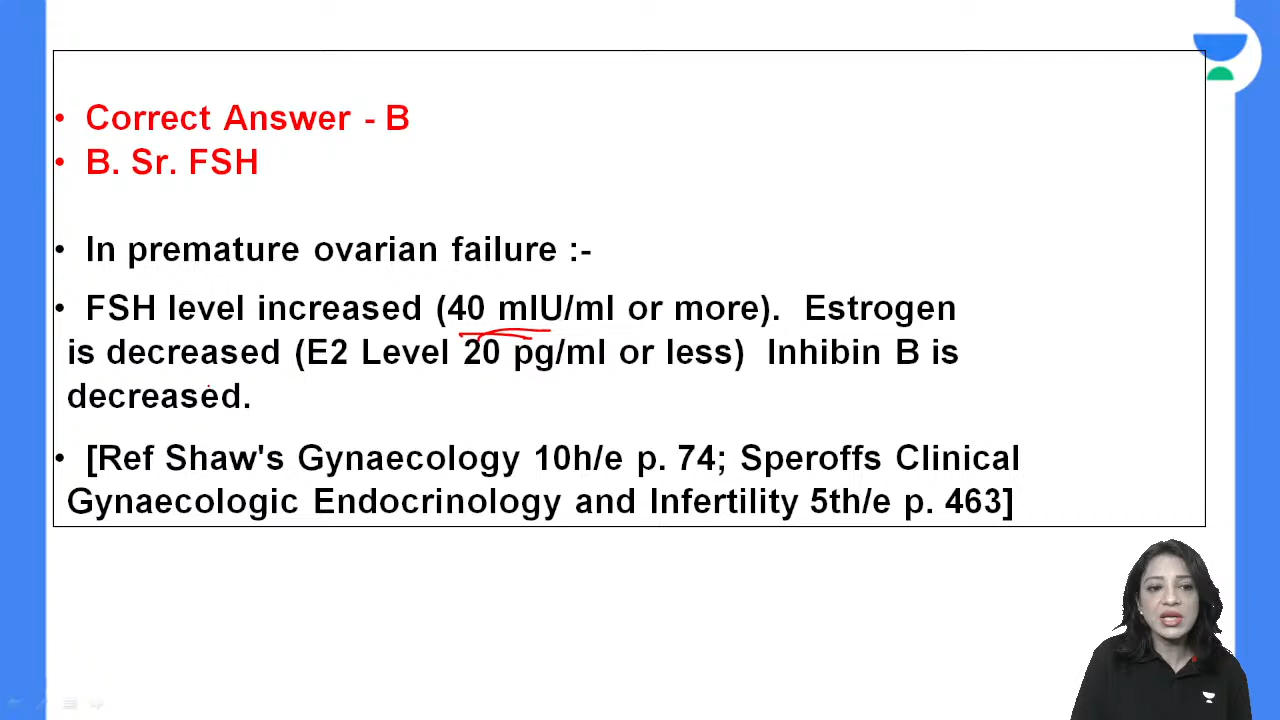 • Correct Answer - B
• B. Sr. FSH
• In premature ovarian failure :-
• FSH level increased (40 mIU/ml or more). Estrogen
is decreased (E2 Level 20 pg/ml or less) Inhibin B is
decreased.
• [Ref Shaw's Gynaecology 10h/e p. 74; Speroffs Clinical
Gynaecologic Endocrinology and Infertility 5th/e p. 463]